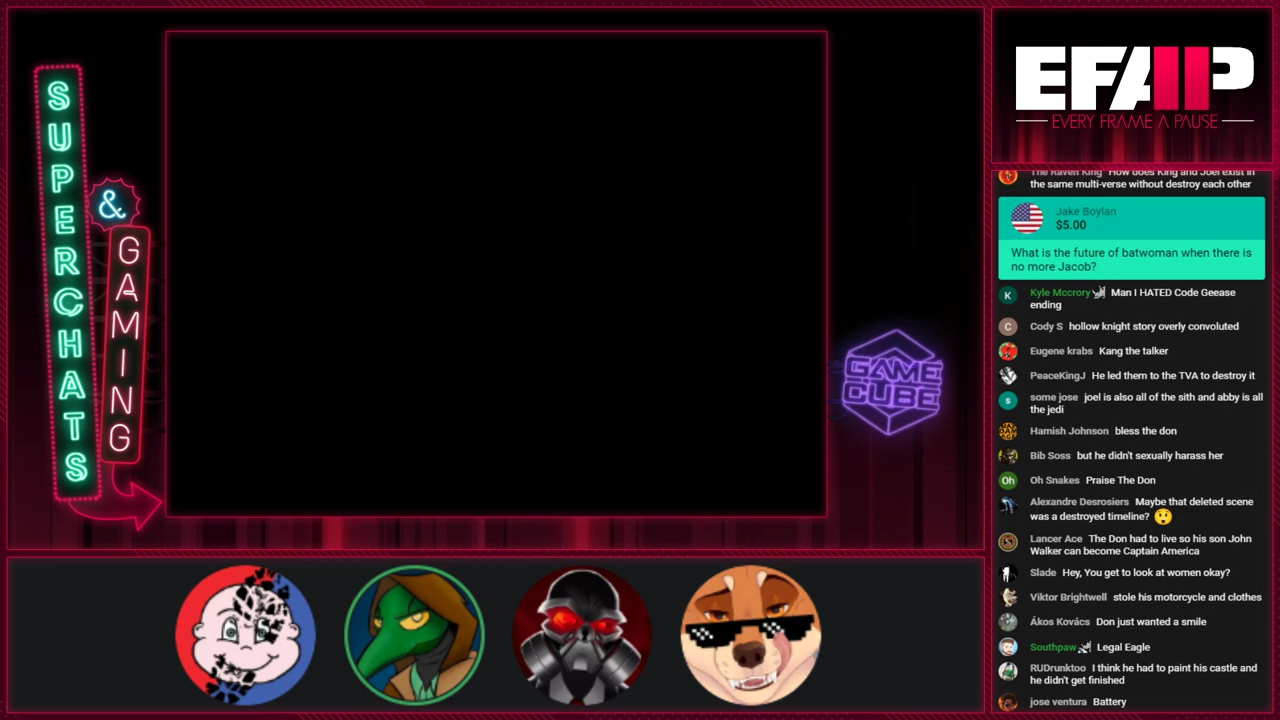 SUPERCHATS
&
GAMING
GAME
CUBE
EFAP
EVERY FRAME A PAUSE
The Raven King How does King and Joel exist in
the same multi-verse without destroy each other
Jake Boylan
$5.00
What is the future of batwoman when there is
no more Jacob?
K
Kyle Mccrory Man I HATED Code Geease
ending
C
Cody S hollow knight story overly convoluted
Eugene krabs Kang the talker
PeaceKingJ He led them to the TVA to destroy it
s
some jose joel is also all of the sith and abby is all
the jedi
Hamish Johnson bless the don
Bib Soss but he didn't sexually harass her
Oh
Oh Snakes Praise The Don
Alexandre Desrosiers Maybe that deleted scene
was a destroyed timeline?
Lancer Ace The Don had to live so his son John
Walker can become Captain America
Slade Hey, You get to look at women okay?
Viktor Brightwell stole his motorcycle and clothes
Ákos Kovács Don just wanted a smile
Southpaw Legal Eagle
RUDrunktoo I think he had to paint his castle and
he didn't get finished
jose ventura Battery